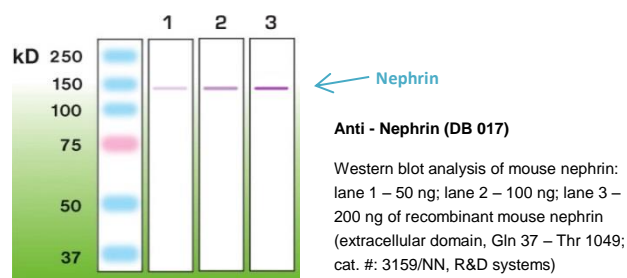 1 2 3
kD 250
150
100
75
50
37
Nephrin
Anti - Nephrin (DB 017)
Western blot analysis of mouse nephrin:
lane 1 – 50 ng; lane 2 – 100 ng; lane 3 –
200 ng of recombinant mouse nephrin
(extracellular domain, Gln 37 – Thr 1049;
cat. #: 3159/NN, R&D systems)